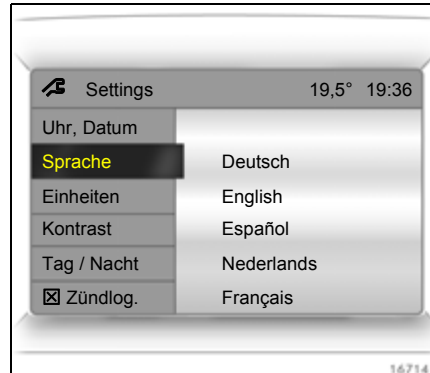 Settings 19,5° 19:36
Uhr, Datum
Sprache Deutsch
Einheiten English
Kontrast Español
Tag / Nacht Nederlands
☒ Zündlog. Français
16714